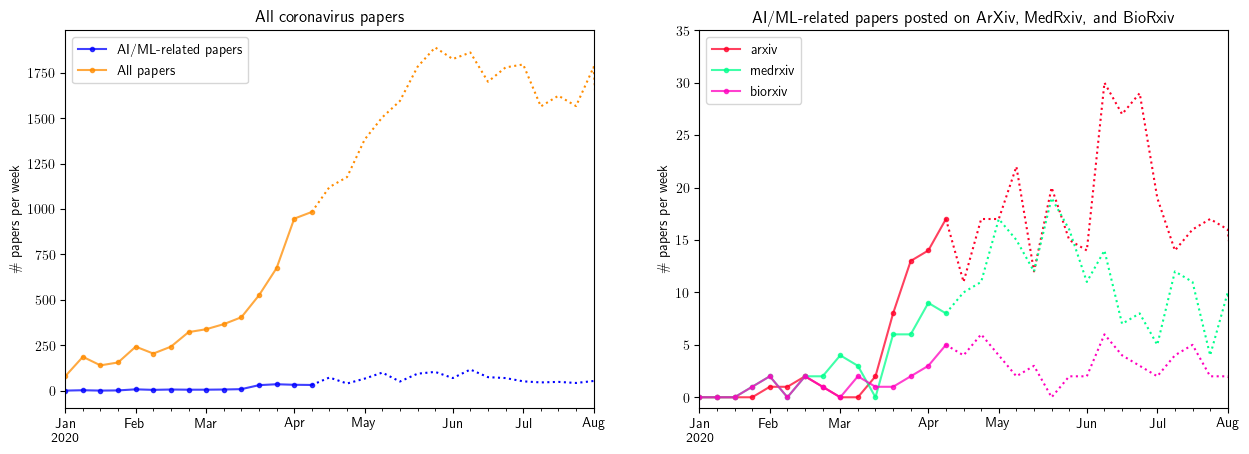 All coronavirus papers
AI/ML-related papers
All papers
# papers per week
1750
1500
1250
1000
750
500
250
0
Jan Feb Mar Apr May Jun Jul Aug
2020
AI/ML-related papers posted on ArXiv, MedRxiv, and BioRxiv
arxiv
medrxiv
biorxiv
# papers per week
35
30
25
20
15
10
5
0
Jan Feb Mar Apr May Jun Jul Aug
2020